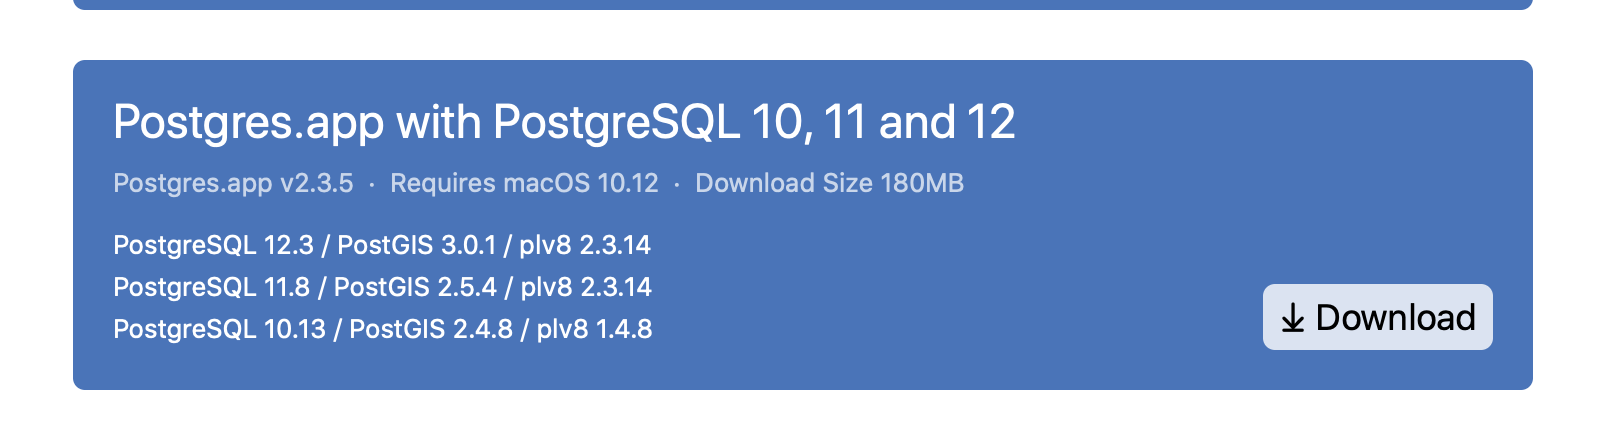 Postgres.app with PostgreSQL 10, 11 and 12
Postgres.app v2.3.5 · Requires macOS 10.12 · Download Size 180MB
PostgreSQL 12.3 / PostGIS 3.0.1 / plv8 2.3.14
PostgreSQL 11.8 / PostGIS 2.5.4 / plv8 2.3.14
PostgreSQL 10.13 / PostGIS 2.4.8 / plv8 1.4.8
Download